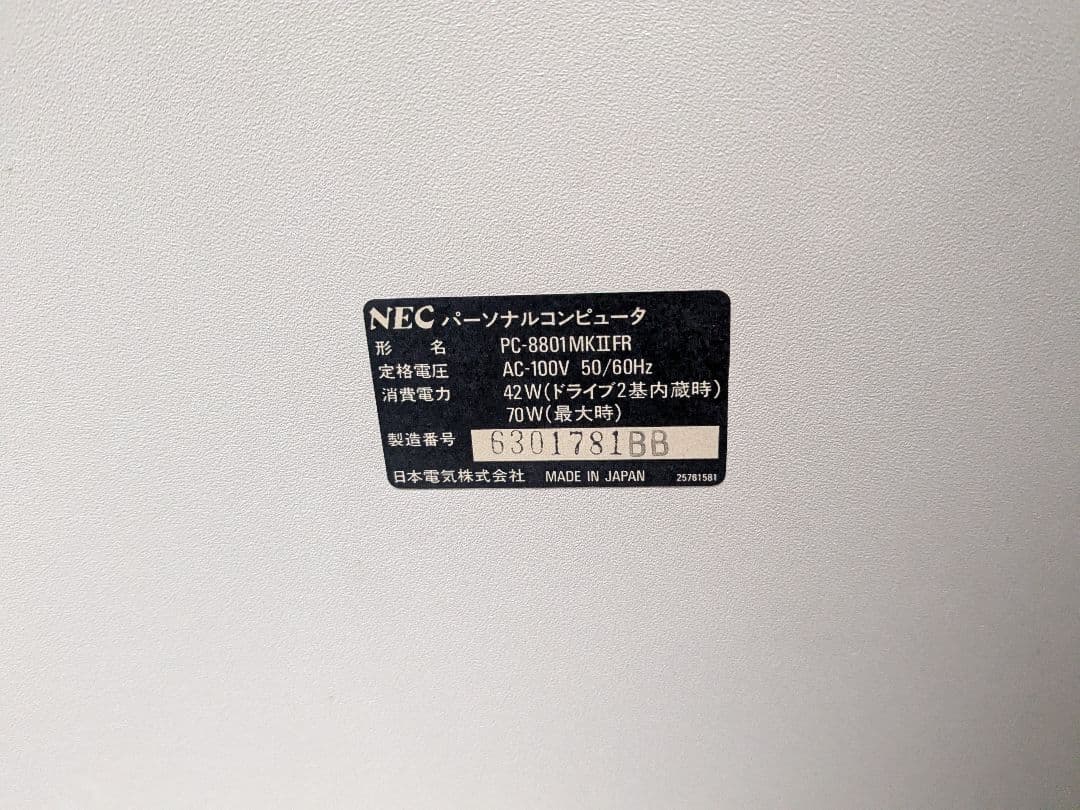 NEC パーソナルコンピュータ
形 名 PC-8801MKⅡFR
定格電圧 AC-100V 50/60Hz
消費電力 42W(ドライブ2基内蔵時)
70W(最大時)
製造番号 6301781BB
日本電気株式会社 MADE IN JAPAN 25761581